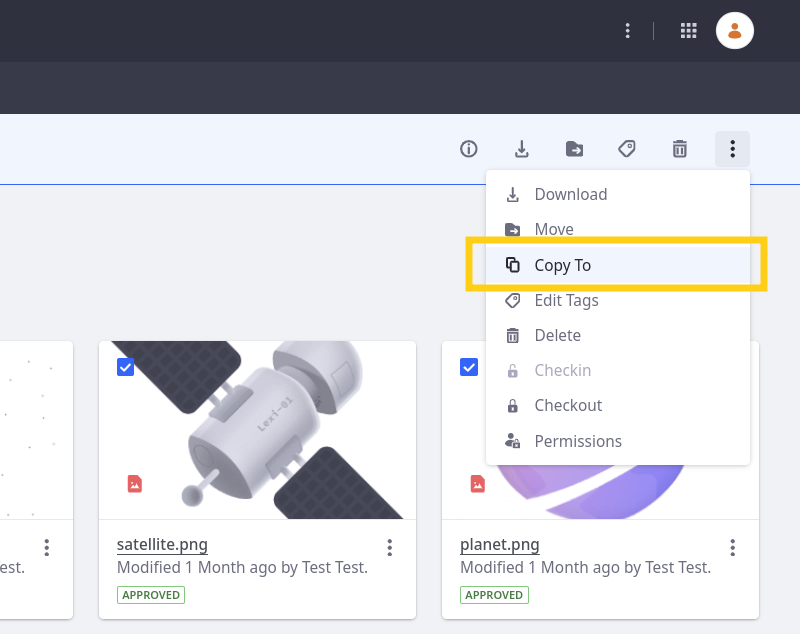 Download
Move
Copy To
Edit Tags
Delete
Checkin
Checkout
Permissions
Lexi-01
est.
satellite.png
Modified 1 Month ago by Test Test.
APPROVED
planet.png
Modified 1 Month ago by Test Test.
APPROVED